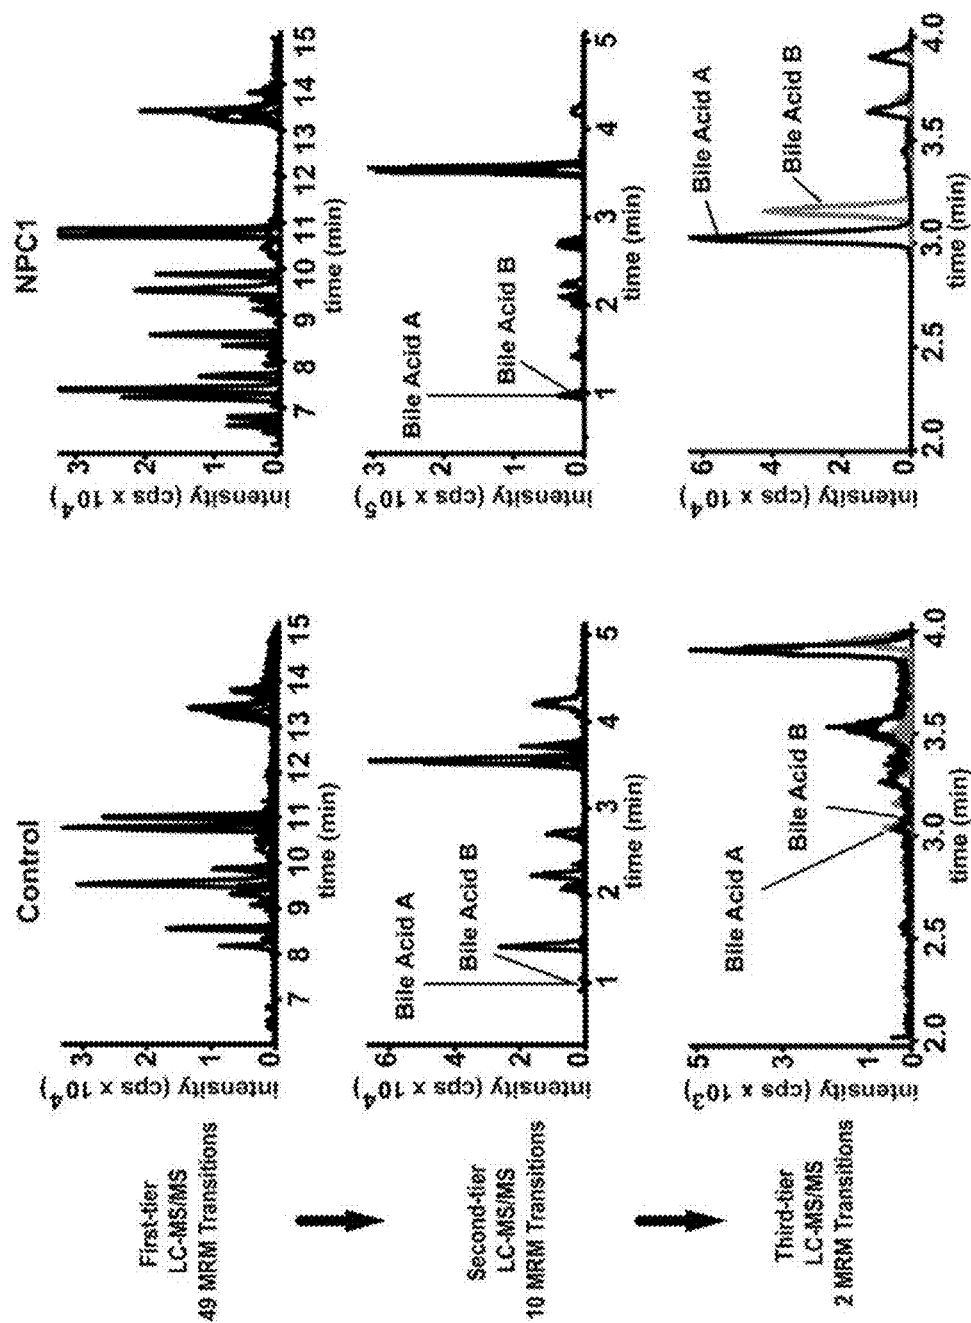 Control
NPC1
First-tier
LC-MS/MS
49 MRM Transitions
intensity (cps x 10⁴)
3
2
1
0
7
8
9
10
11
12
13
14
15
time (min)
intensity (cps x 10⁴)
3
2
1
0
7
8
9
10
11
12
13
14
15
time (min)
Second-tier
LC-MS/MS
10 MRM Transitions
intensity (cps x 10⁴)
6
4
2
0
Bile Acid A
Bile Acid B
1
2
3
4
5
time (min)
intensity (cps x 10⁵)
3
2
1
0
Bile Acid A
Bile Acid B
1
2
3
4
5
time (min)
Third-tier
LC-MS/MS
2 MRM Transitions
intensity (cps x 10³)
5
3
1
0
Bile Acid A
Bile Acid B
2.0
2.5
3.0
3.5
4.0
time (min)
intensity (cps x 10⁴)
6
4
2
0
Bile Acid A
Bile Acid B
2.0
2.5
3.0
3.5
4.0
time (min)